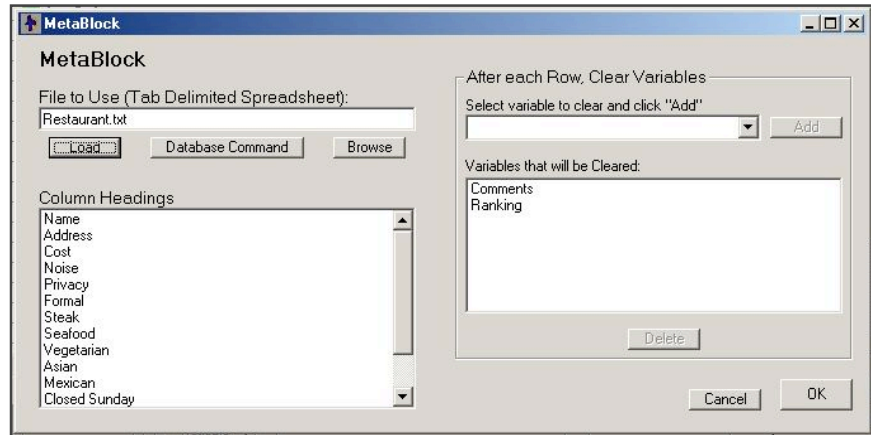 MetaBlock
MetaBlock
File to Use (Tab Delimited Spreadsheet):
Restaurant.txt
Load
Database Command
Browse
Column Headings
Name
Address
Cost
Noise
Privacy
Formal
Steak
Seafood
Vegetarian
Asian
Mexican
Closed Sunday
After each Row, Clear Variables
Select variable to clear and click "Add"
Add
Variables that will be Cleared:
Comments
Ranking
Delete
Cancel
OK